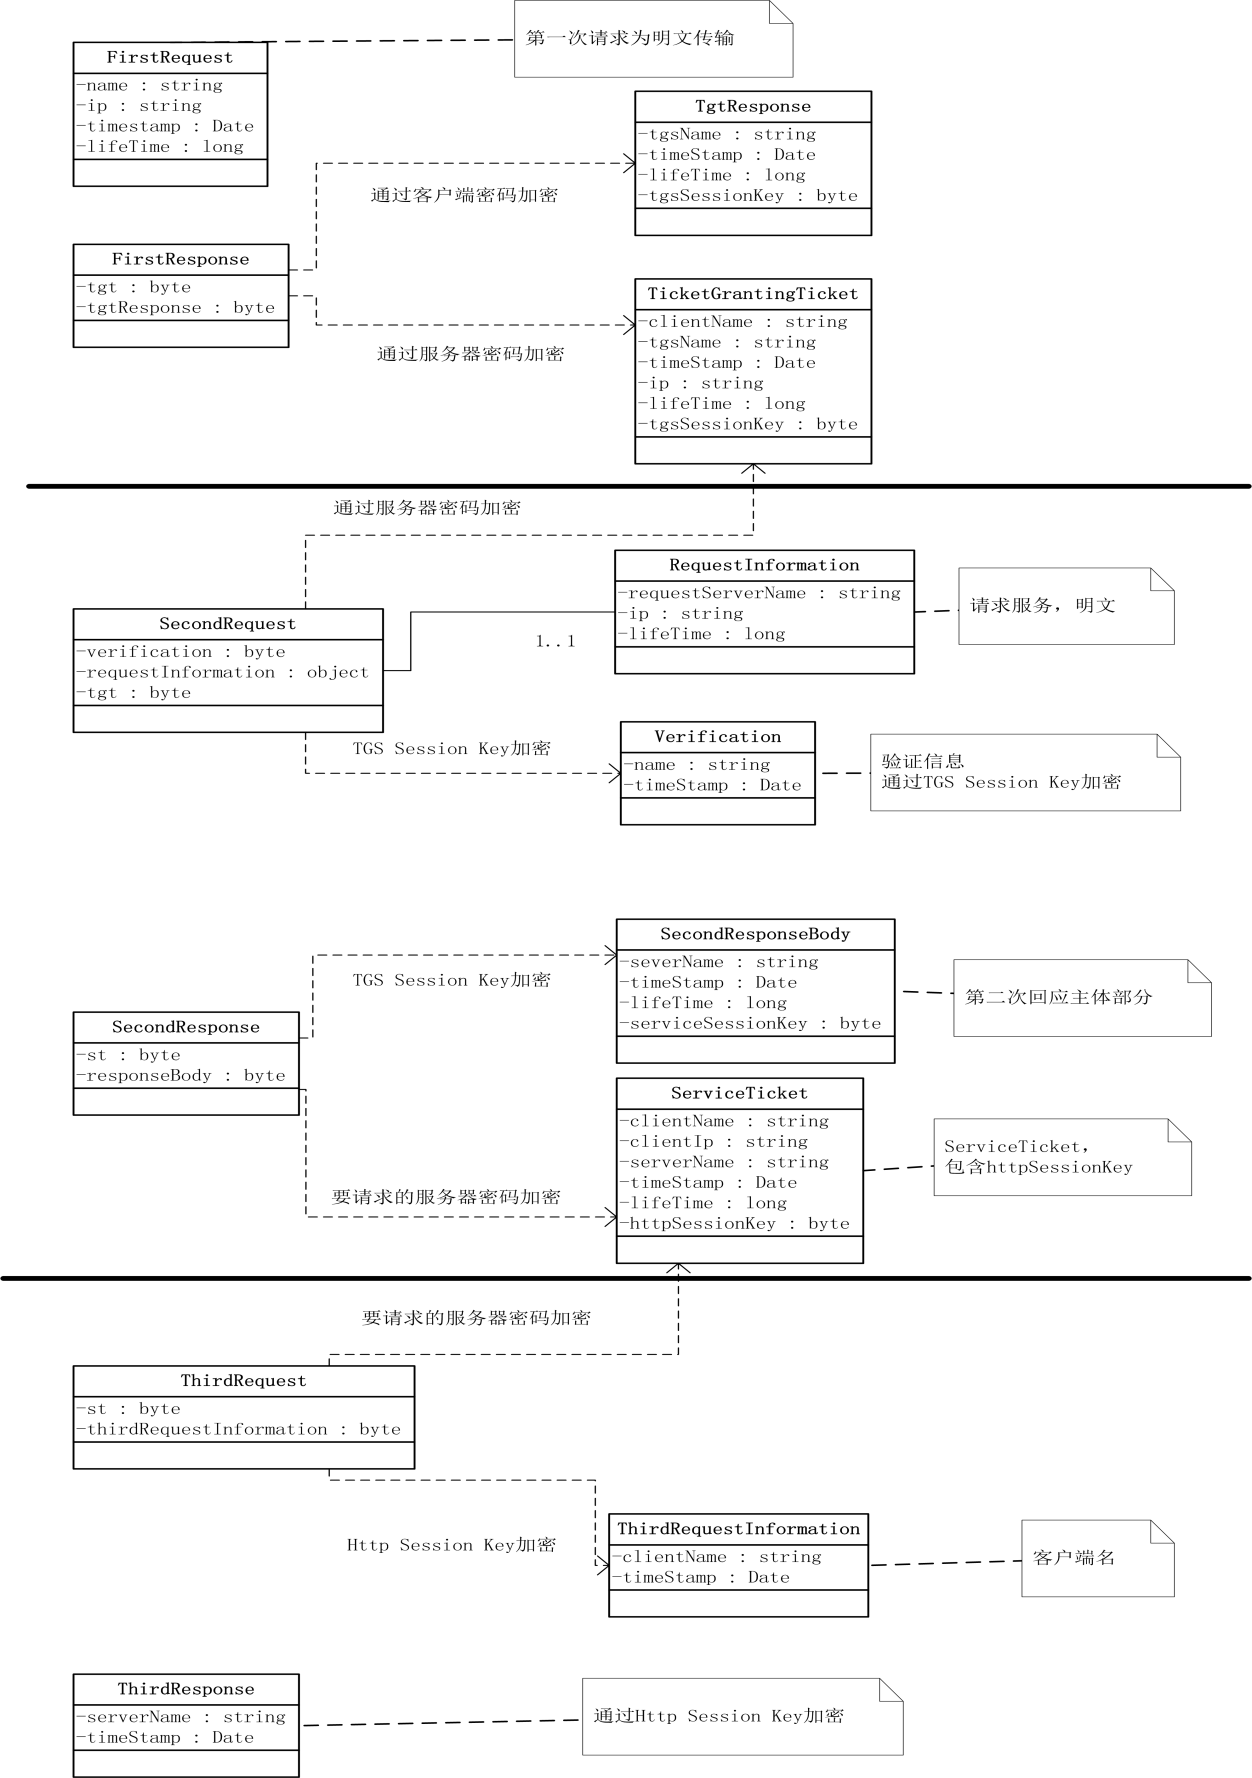 FirstRequest
-name : string
-ip : string
-timestamp : Date
-lifeTime : long
第一次请求为明文传输
TgtResponse
-tgsName : string
-timeStamp : Date
-lifeTime : long
-tgsSessionKey : byte
通过客户端密码加密
FirstResponse
-tgt : byte
-tgtResponse : byte
通过服务器密码加密
TicketGrantingTicket
-clientName : string
-tgsName : string
-timeStamp : Date
-ip : string
-lifeTime : long
-tgsSessionKey : byte
通过服务器密码加密
RequestInformation
-requestServerName : string
-ip : string
-lifeTime : long
请求服务，明文
1..1
SecondRequest
-verification : byte
-requestInformation : object
-tgt : byte
TGS Session Key加密
Verification
-name : string
-timeStamp : Date
验证信息
通过TGS Session Key加密
SecondResponseBody
-severName : string
-timeStamp : Date
-lifeTime : long
-serviceSessionKey : byte
第二次回应主体部分
TGS Session Key加密
SecondResponse
-st : byte
-responseBody : byte
ServiceTicket
-clientName : string
-clientIp : string
-serverName : string
-timeStamp : Date
-lifeTime : long
-httpSessionKey : byte
ServiceTicket，
包含httpSessionKey
要请求的服务器密码加密
要请求的服务器密码加密
ThirdRequest
-st : byte
-thirdRequestInformation : byte
Http Session Key加密
ThirdRequestInformation
-clientName : string
-timeStamp : Date
客户端名
ThirdResponse
-serverName : string
-timeStamp : Date
通过Http Session Key加密